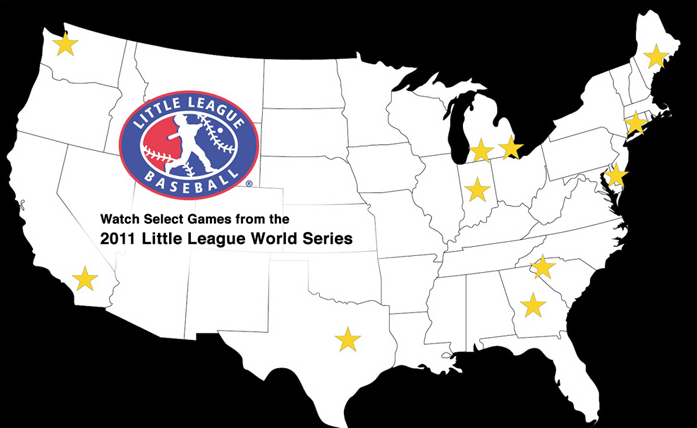 LITTLE LEAGUE
BASEBALL
®
Watch Select Games from the
2011 Little League World Series